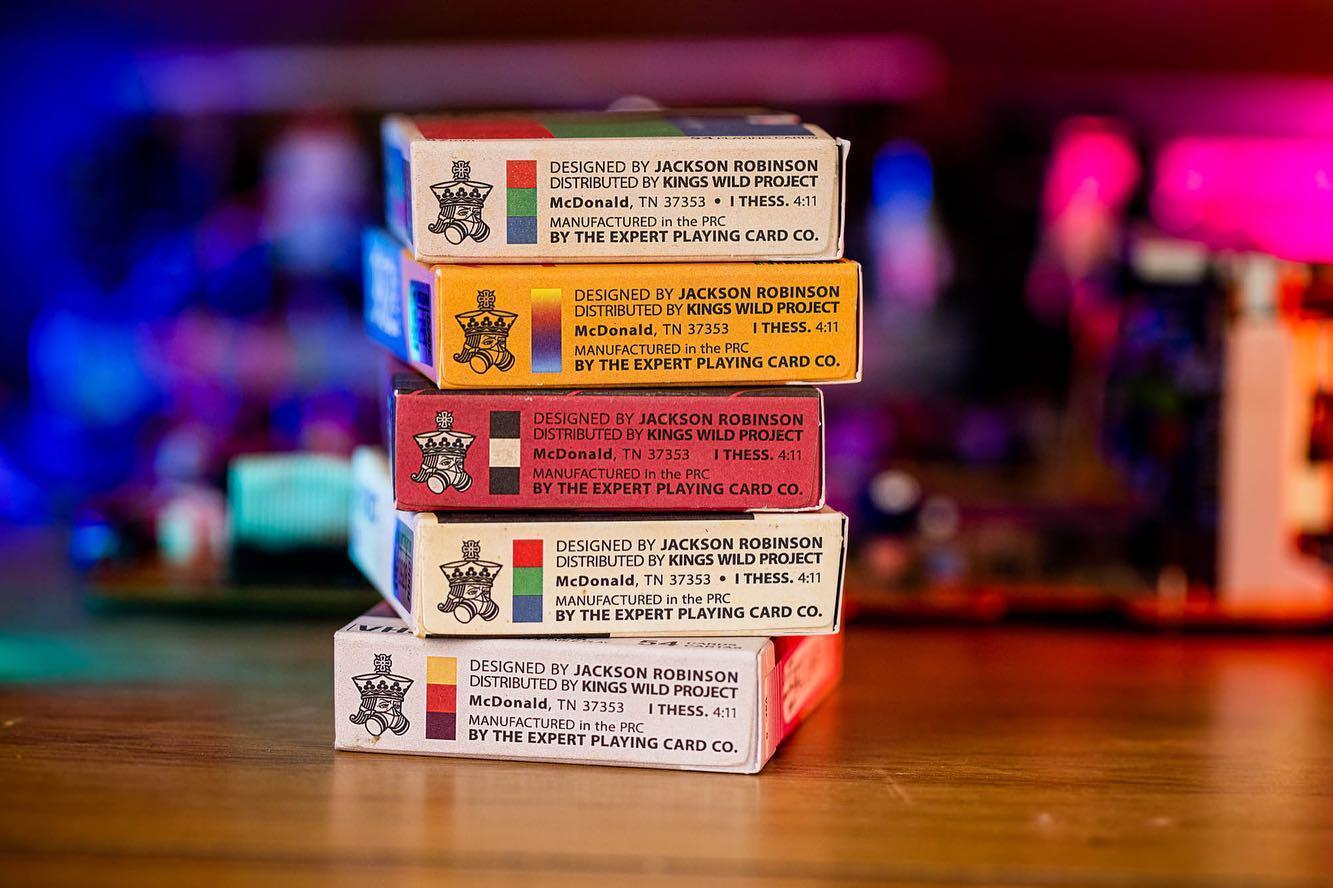 54 PLAYING CARDS
DESIGNED BY JACKSON ROBINSON
DISTRIBUTED BY KINGS WILD PROJECT
McDonald, TN 37353 • I THESS. 4:11
MANUFACTURED in the PRC
BY THE EXPERT PLAYING CARD CO.
DESIGNED BY JACKSON ROBINSON
DISTRIBUTED BY KINGS WILD PROJECT
McDonald, TN 37353 I THESS. 4:11
MANUFACTURED in the PRC
BY THE EXPERT PLAYING CARD CO.
DESIGNED BY JACKSON ROBINSON
DISTRIBUTED BY KINGS WILD PROJECT
McDonald, TN 37353 I THESS. 4:11
MANUFACTURED in the PRC
BY THE EXPERT PLAYING CARD CO.
DESIGNED BY JACKSON ROBINSON
DISTRIBUTED BY KINGS WILD PROJECT
McDonald, TN 37353 • I THESS. 4:11
MANUFACTURED in the PRC
BY THE EXPERT PLAYING CARD CO.
54
DESIGNED BY JACKSON ROBINSON
DISTRIBUTED BY KINGS WILD PROJECT
McDonald, TN 37353 I THESS. 4:11
MANUFACTURED in the PRC
BY THE EXPERT PLAYING CARD CO.